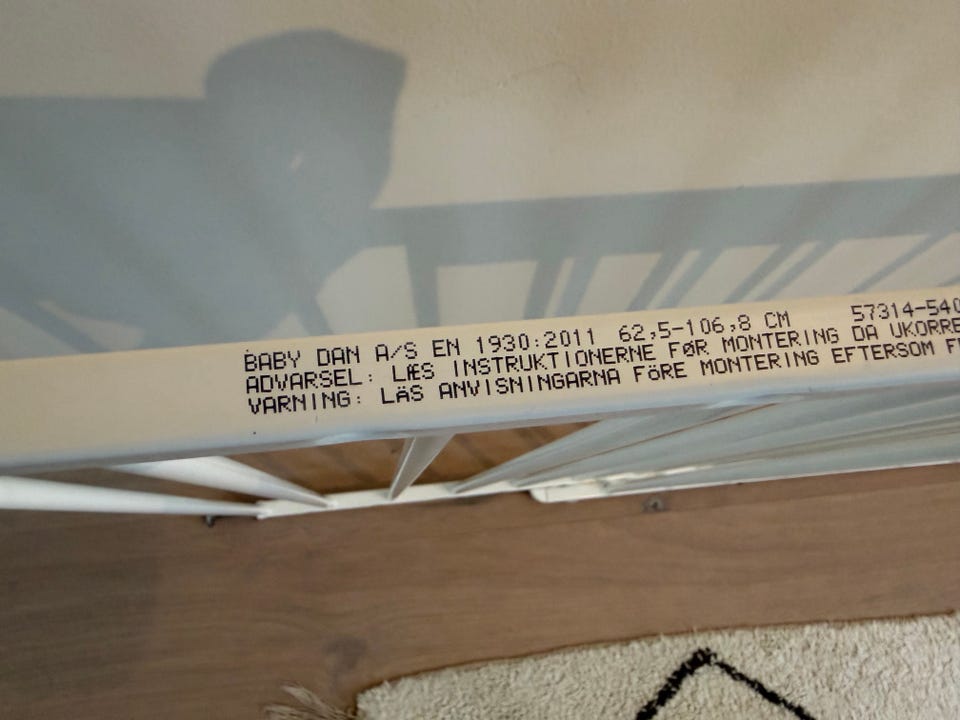 BABY DAN A/S EN 1930:2011 62,5-106,8 CM 57314-540
ADVARSEL: LÆS INSTRUKTIONERNE FØR MONTERING DA UKORRE
VARNING: LÄS ANVISNINGARNA FÖRE MONTERING EFTERSOM F